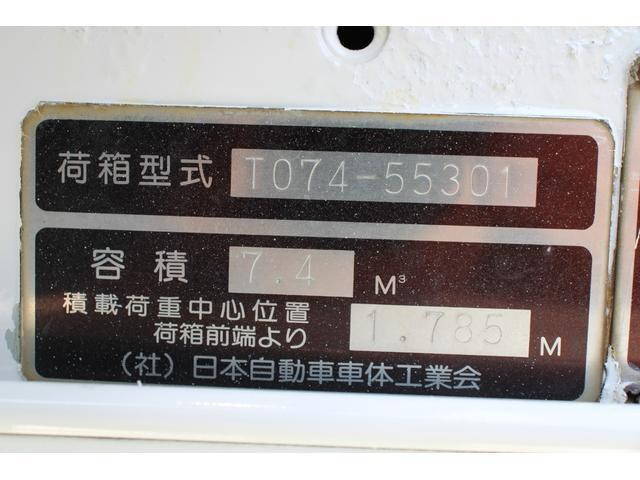 荷箱型式 T074-55301
容積 7.4 M³
積載荷重中心位置
荷箱前端より 1.785 M
(社)日本自動車車体工業会